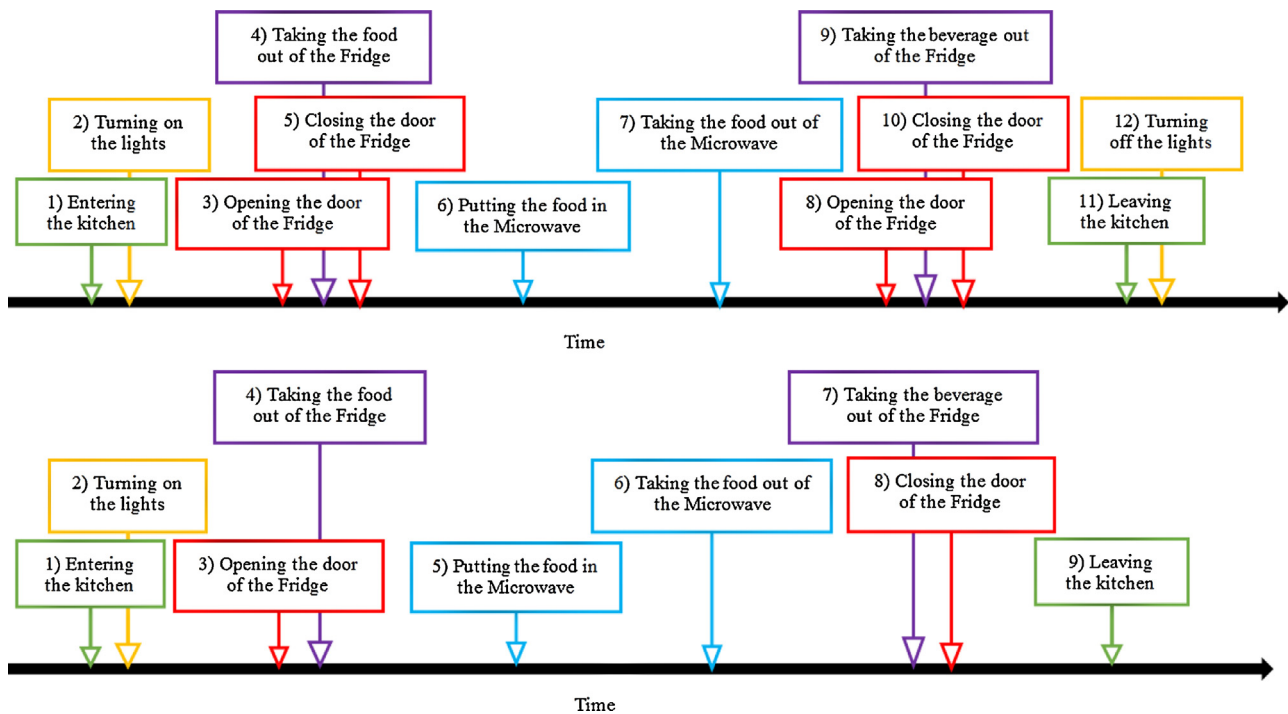 4) Taking the food
out of the Fridge
9) Taking the beverage out
of the Fridge
2) Turning on
the lights
5) Closing the door
of the Fridge
7) Taking the food out of
the Microwave
10) Closing the door
of the Fridge
12) Turning
off the lights
1) Entering
the kitchen
3) Opening the door
of the Fridge
6) Putting the food in
the Microwave
8) Opening the door
of the Fridge
11) Leaving
the kitchen
Time
4) Taking the food
out of the Fridge
7) Taking the beverage
out of the Fridge
2) Turning on
the lights
6) Taking the food out of
the Microwave
8) Closing the door
of the Fridge
1) Entering
the kitchen
3) Opening the door
of the Fridge
5) Putting the food in
the Microwave
9) Leaving
the kitchen
Time